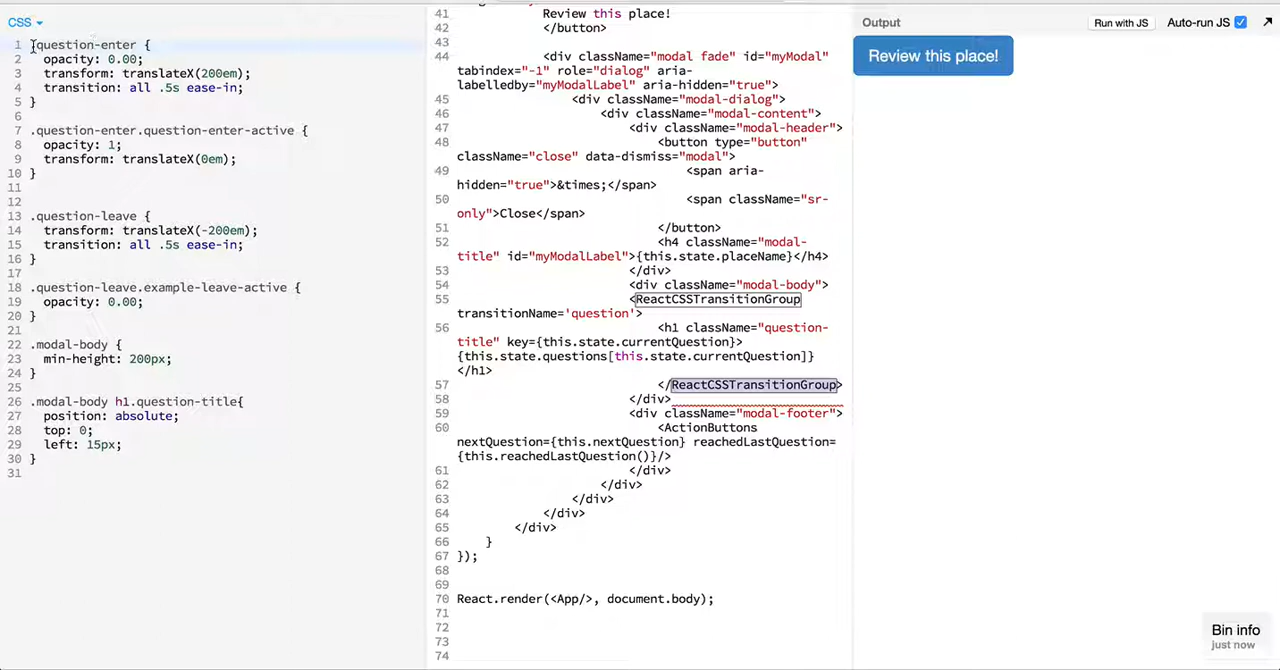 CSS
1 .question-enter {
2 opacity: 0.00;
3 transform: translateX(200em);
4 transition: all .5s ease-in;
5 }
6
7 .question-enter.question-enter-active {
8 opacity: 1;
9 transform: translateX(0em);
10 }
11
12
13 .question-leave {
14 transform: translateX(-200em);
15 transition: all .5s ease-in;
16 }
17
18 .question-leave.example-leave-active {
19 opacity: 0.00;
20 }
21
22 .modal-body {
23 min-height: 200px;
24 }
25
26 .modal-body h1.question-title{
27 position: absolute;
28 top: 0;
29 left: 15px;
30 }
31
41 Review this place!
42 </button>
43
44 <div className="modal fade" id="myModal"
tabindex="-1" role="dialog" aria-
labelledby="myModalLabel" aria-hidden="true">
45 <div className="modal-dialog">
46 <div className="modal-content">
47 <div className="modal-header">
48 <button type="button"
className="close" data-dismiss="modal">
49 <span aria-
hidden="true">&times;</span>
50 <span className="sr-
only">Close</span>
51 </button>
52 <h4 className="modal-
title" id="myModalLabel">{this.state.placeName}</h4>
53 </div>
54 <div className="modal-body">
55 <ReactCSSTransitionGroup
transitionName='question'>
56 <h1 className="question-
title" key={this.state.currentQuestion}>
{this.state.questions[this.state.currentQuestion]}
</h1>
57 </ReactCSSTransitionGroup>
58 </div>
59 <div className="modal-footer">
60 <ActionButtons
nextQuestion={this.nextQuestion} reachedLastQuestion=
{this.reachedLastQuestion()}/>
61 </div>
62 </div>
63 </div>
64 </div>
65 </div>
66 }
67 });
68
69
70 React.render(<App/>, document.body);
71
72
73
74
Output
Run with JS
Auto-run JS
Review this place!
Bin info
just now